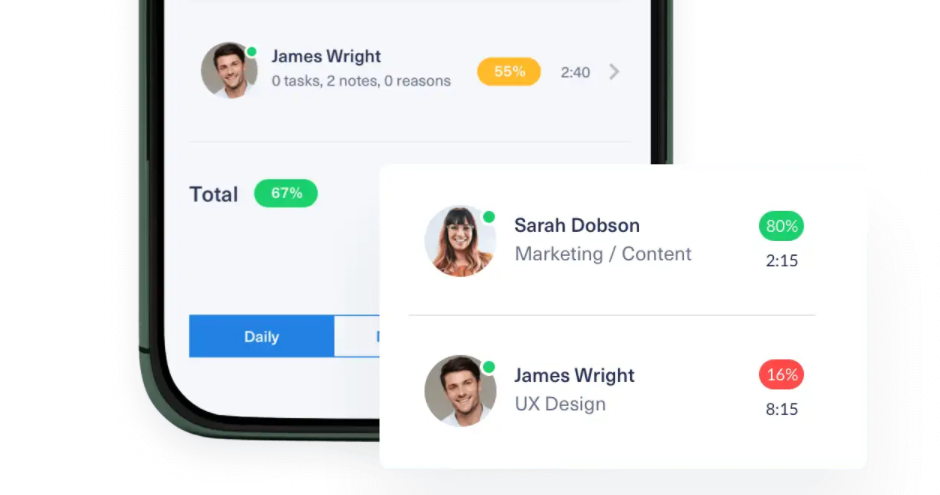 James Wright
0 tasks, 2 notes, 0 reasons
55%
2:40
Total
67%
Daily
Sarah Dobson
Marketing / Content
80%
2:15
James Wright
UX Design
16%
8:15